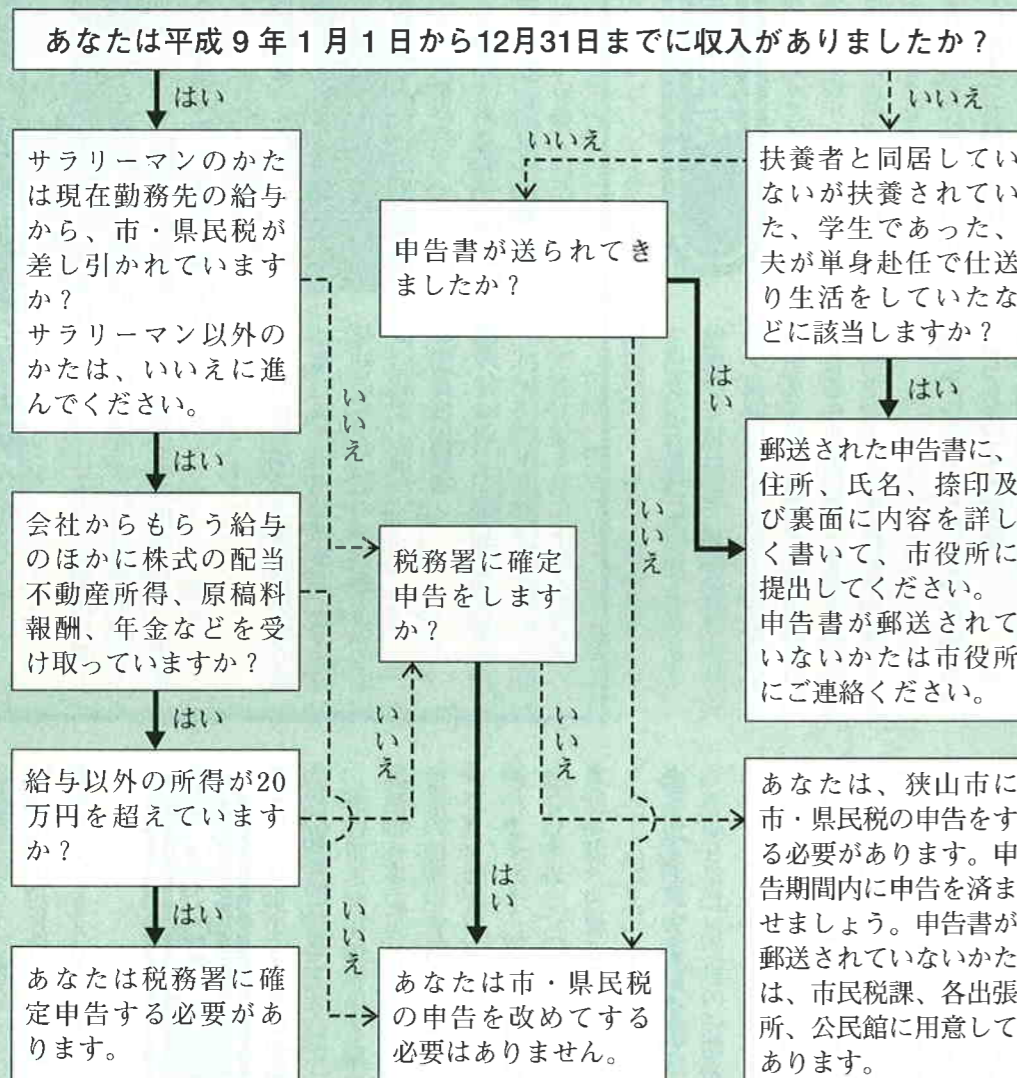 あなたは平成9年1月1日から12月31日までに収入がありましたか?
はい
いいえ
サラリーマンのかた
は現在勤務先の給与
から、市・県民税が
差し引かれています
か?
サラリーマン以外の
かたは、いいえに進
んでください。
いいえ
申告書が送られてき
ましたか?
扶養者と同居してい
ないが扶養されてい
た、学生であった、
夫が単身赴任で仕送
り生活をしていたな
どに該当しますか?
はい
いいえ
はい
はい
いいえ
会社からもらう給与
のほかに株式の配当
不動産所得、原稿料
報酬、年金などを受
け取っていますか?
税務署に確定
申告をします
か?
郵送された申告書に、
住所、氏名、捺印及
び裏面に内容を詳し
く書いて、市役所に
提出してください。
申告書が郵送されて
いないかたは市役所
にご連絡ください。
はい
いいえ
いいえ
給与以外の所得が20
万円を超えています
か?
あなたは、狭山市に
市・県民税の申告をす
る必要があります。申
告期間内に申告を済ま
せましょう。申告書が
郵送されていないかた
は、市民税課、各出張
所、公民館に用意して
あります。
はい
いいえ
はい
あなたは税務署に確
定申告する必要があ
ります。
あなたは市・県民税
の申告を改めてする
必要はありません。